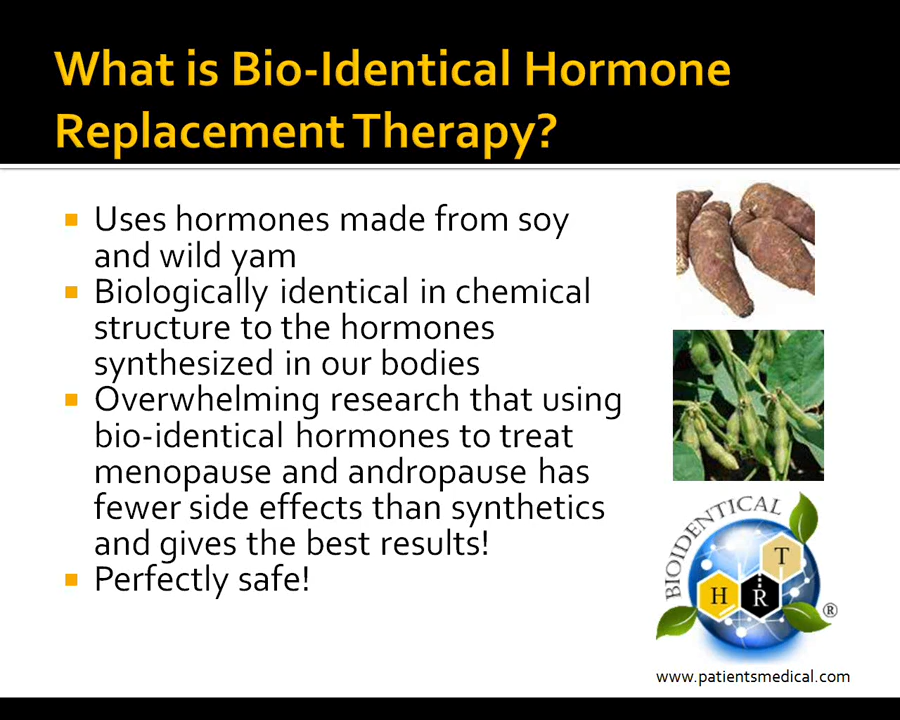 What is Bio-Identical Hormone
Replacement Therapy?
Uses hormones made from soy
and wild yam
Biologically identical in chemical
structure to the hormones
synthesized in our bodies
Overwhelming research that using
bio-identical hormones to treat
menopause and andropause has
fewer side effects than synthetics
and gives the best results!
Perfectly safe!
BIOIDENTICAL
H R T
®
www.patientsmedical.com